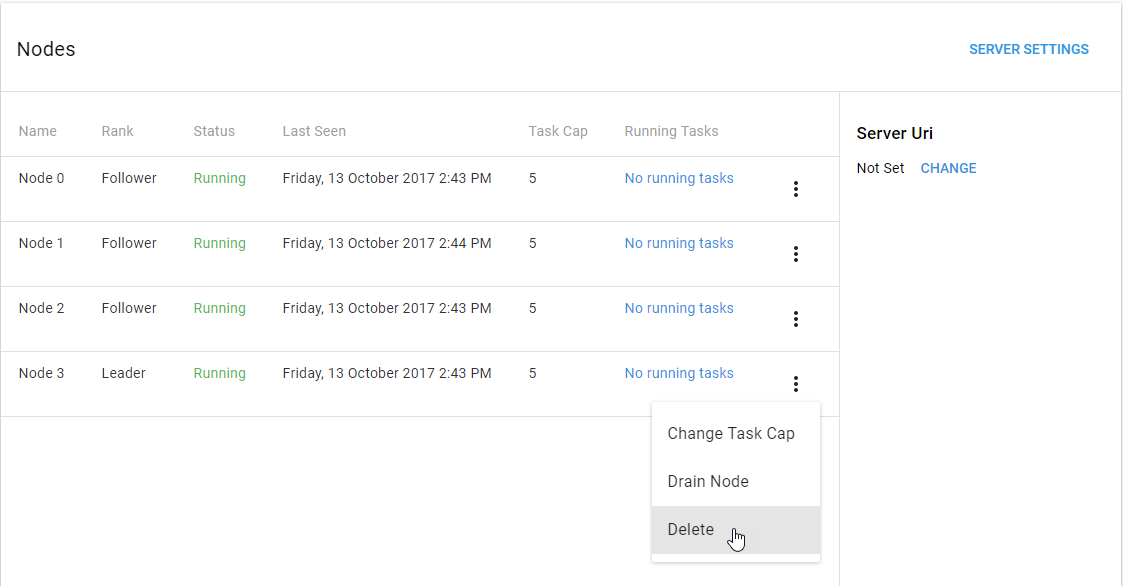 Nodes
SERVER SETTINGS
Name Rank Status Last Seen Task Cap Running Tasks
Node 0 Follower Running Friday, 13 October 2017 2:43 PM 5 No running tasks
Node 1 Follower Running Friday, 13 October 2017 2:44 PM 5 No running tasks
Node 2 Follower Running Friday, 13 October 2017 2:43 PM 5 No running tasks
Node 3 Leader Running Friday, 13 October 2017 2:43 PM 5 No running tasks
Change Task Cap
Drain Node
Delete
Server Uri
Not Set CHANGE